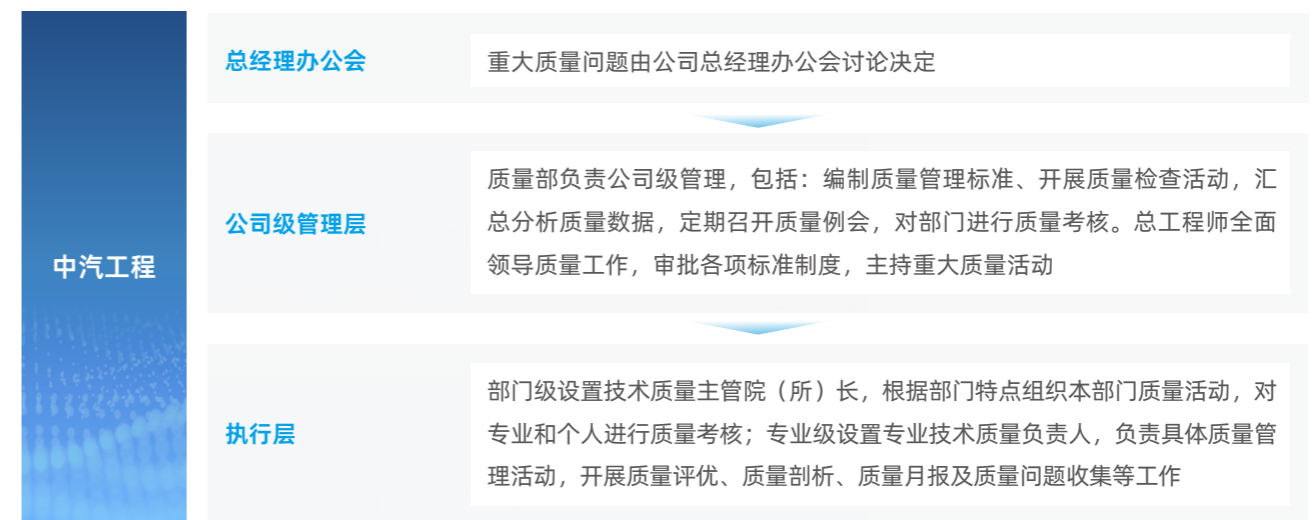 中汽工程
总经理办公会
重大质量问题由公司总经理办公会讨论决定
公司级管理层
质量部负责公司级管理，包括：编制质量管理标准、开展质量检查活动，汇
总分析质量数据，定期召开质量例会，对部门进行质量考核。总工程师全面
领导质量工作，审批各项标准制度，主持重大质量活动
执行层
部门级设置技术质量主管院（所）长，根据部门特点组织本部门质量活动，对
专业和个人进行质量考核；专业级设置专业技术质量负责人，负责具体质量管
理活动，开展质量评优、质量剖析、质量月报及质量问题收集等工作